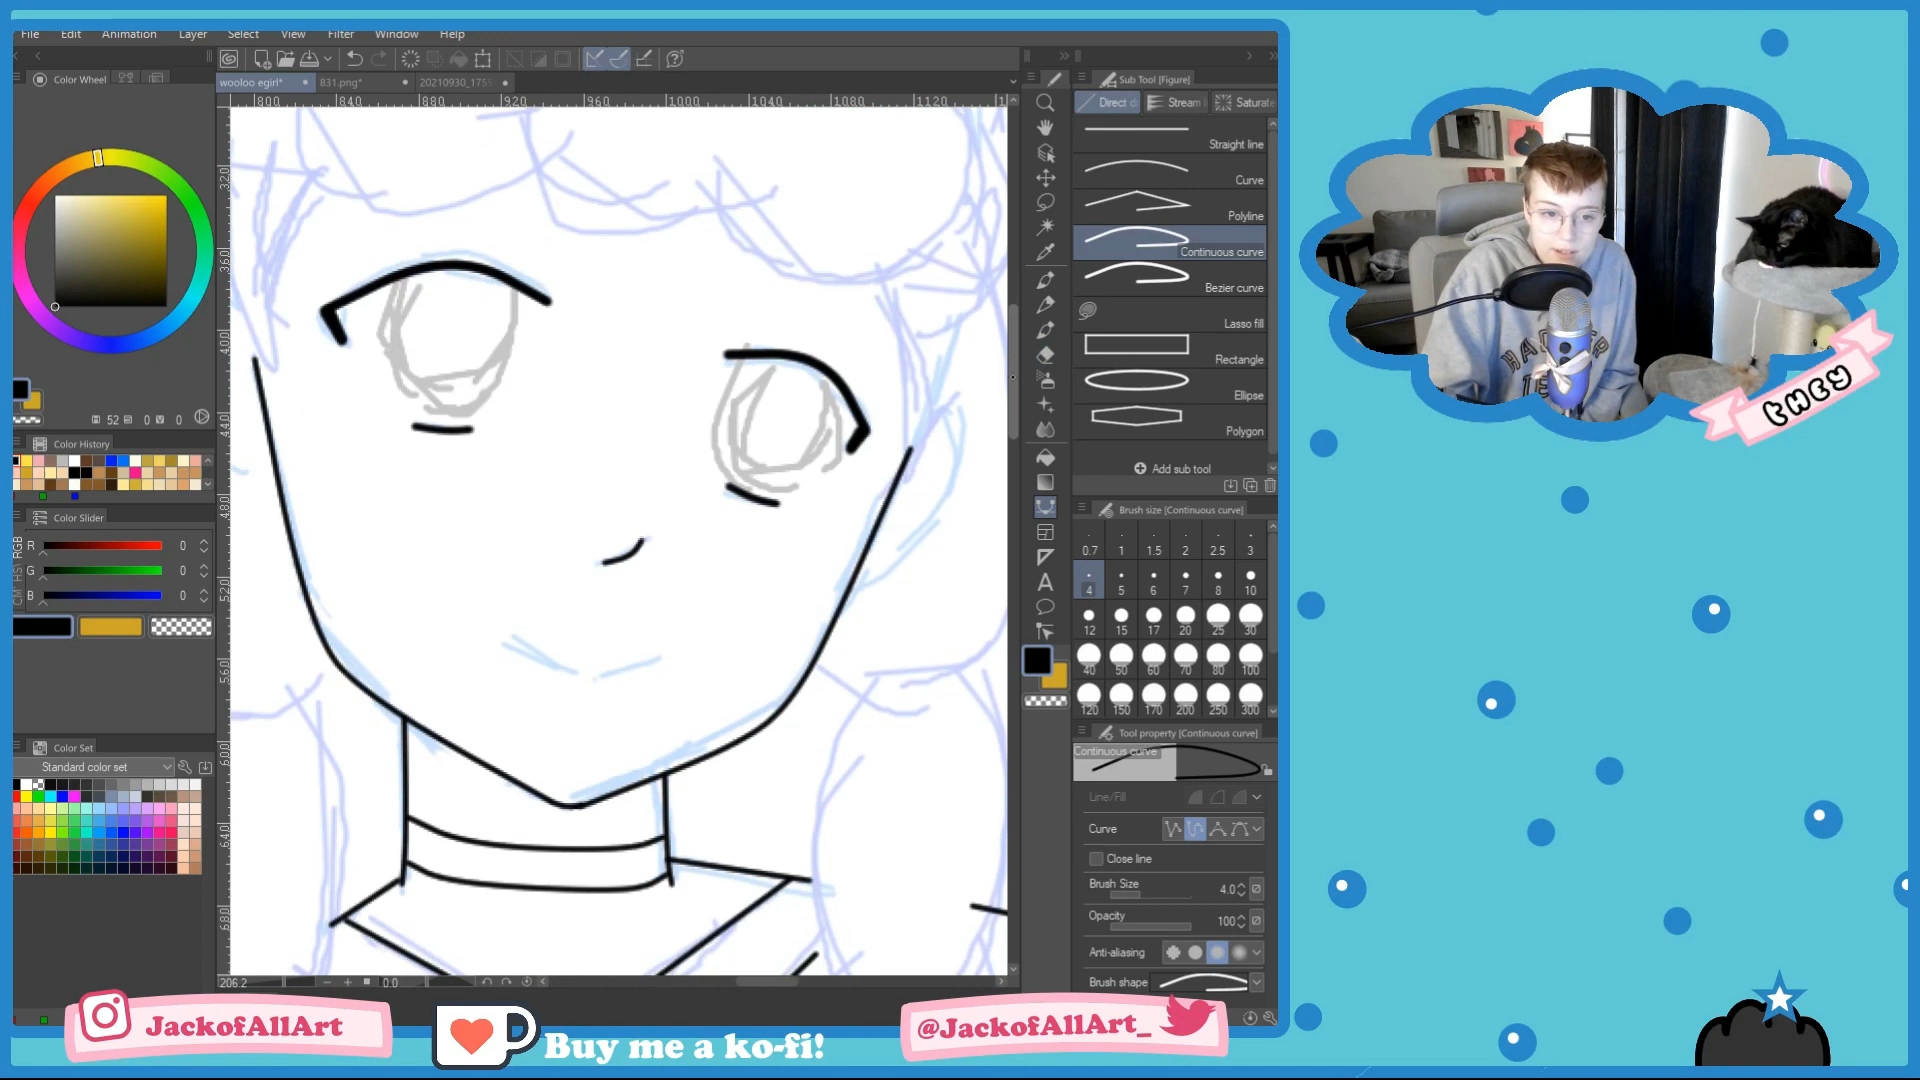 File Edit Animation Layer Select View Filter Window Help
Color Wheel
wooloo egirl* 831.png* 20210930_175
Sub Tool [Figure]
Direct Stream Saturate
800 840 880 920 960 1000 1040 1080 1120
Straight line
Curve
Polyline
Continuous curve
Bezier curve
Lasso fill
Rectangle
Ellipse
Polygon
Add sub tool
52 0 0
Color History
Color Slider
R 0
G 0
B 0
Standard color set
Color Set
Brush size [Continuous curve]
0.7 1 1.5 2 2.5 3
4 5 6 7 8 10
12 15 17 20 25 30
40 50 60 70 80 100
120 150 170 200 250 300
Tool property [Continuous curve]
Continuous curve
Line/Fill
Curve
Close line
Brush Size 4.0
Opacity 100
Anti-aliasing
Brush shape
206.2 0.0
THEY
JackofAllArt
Buy me a ko-fi!
@JackofAllArt_